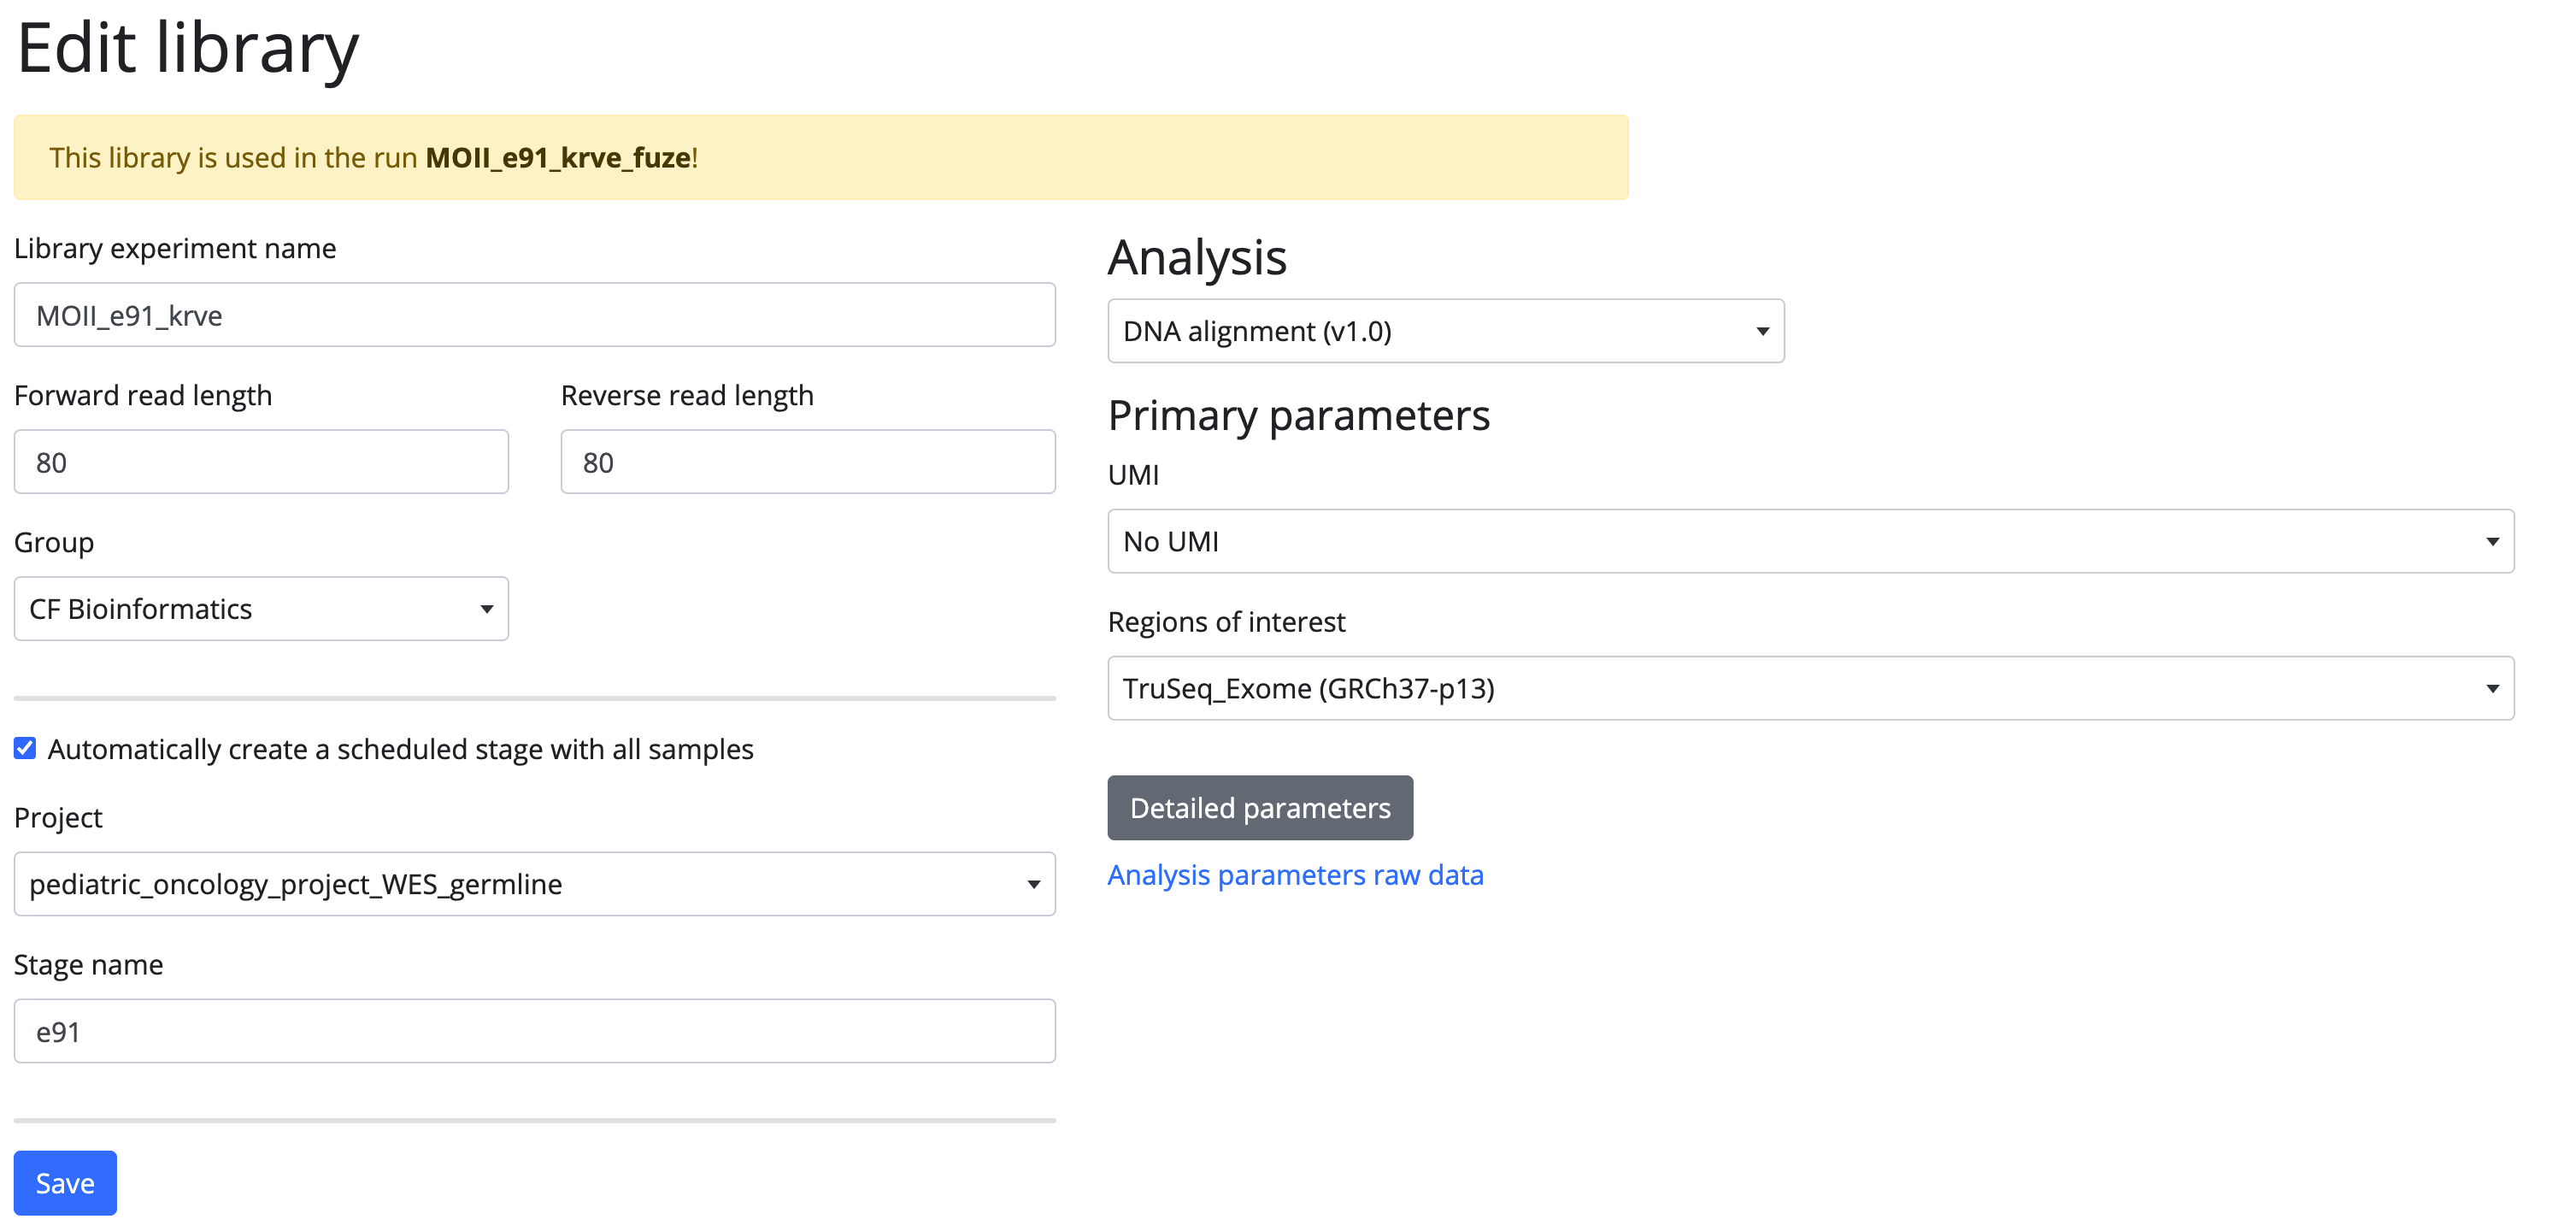 Edit library
This library is used in the run MOII_e91_krve_fuze!
Library experiment name
MOII_e91_krve
Forward read length
Reverse read length
80
80
Group
CF Bioinformatics
Automatically create a scheduled stage with all samples
Project
pediatric_oncology_project_WES_germline
Stage name
e91
Save
Analysis
DNA alignment (v1.0)
Primary parameters
UMI
No UMI
Regions of interest
TruSeq_Exome (GRCh37-p13)
Detailed parameters
Analysis parameters raw data